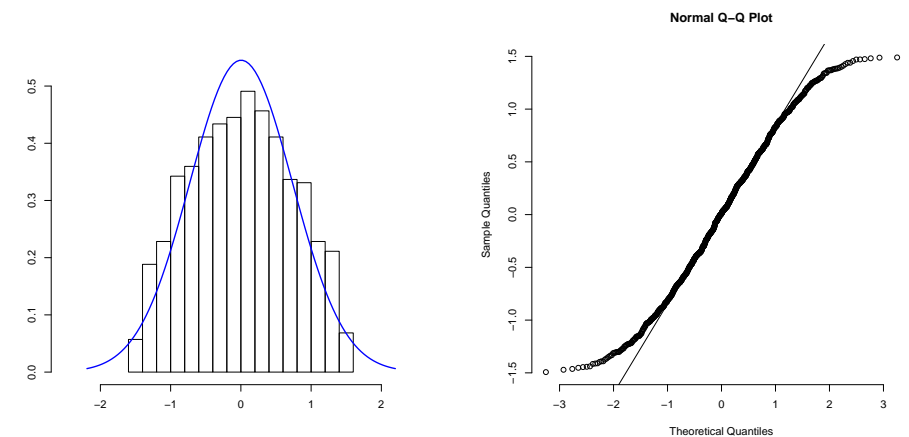 0.0 0.1 0.2 0.3 0.4 0.5
−2 −1 0 1 2
Normal Q−Q Plot
Sample Quantiles
−1.5 −1.0 −0.5 0.0 0.5 1.0 1.5
−3 −2 −1 0 1 2 3
Theoretical Quantiles